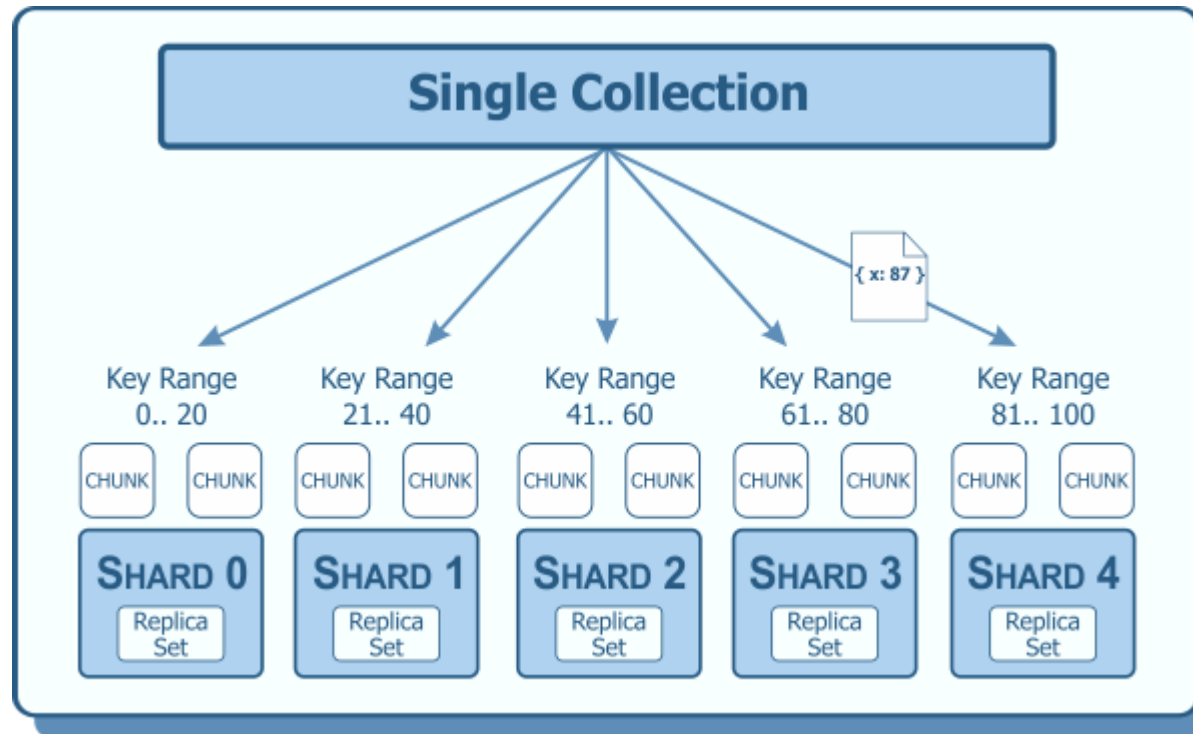 Single Collection
{ x: 87 }
Key Range
0.. 20
Key Range
21.. 40
Key Range
41.. 60
Key Range
61.. 80
Key Range
81.. 100
CHUNK
CHUNK
CHUNK
CHUNK
CHUNK
CHUNK
CHUNK
CHUNK
CHUNK
CHUNK
SHARD 0
Replica
Set
SHARD 1
Replica
Set
SHARD 2
Replica
Set
SHARD 3
Replica
Set
SHARD 4
Replica
Set